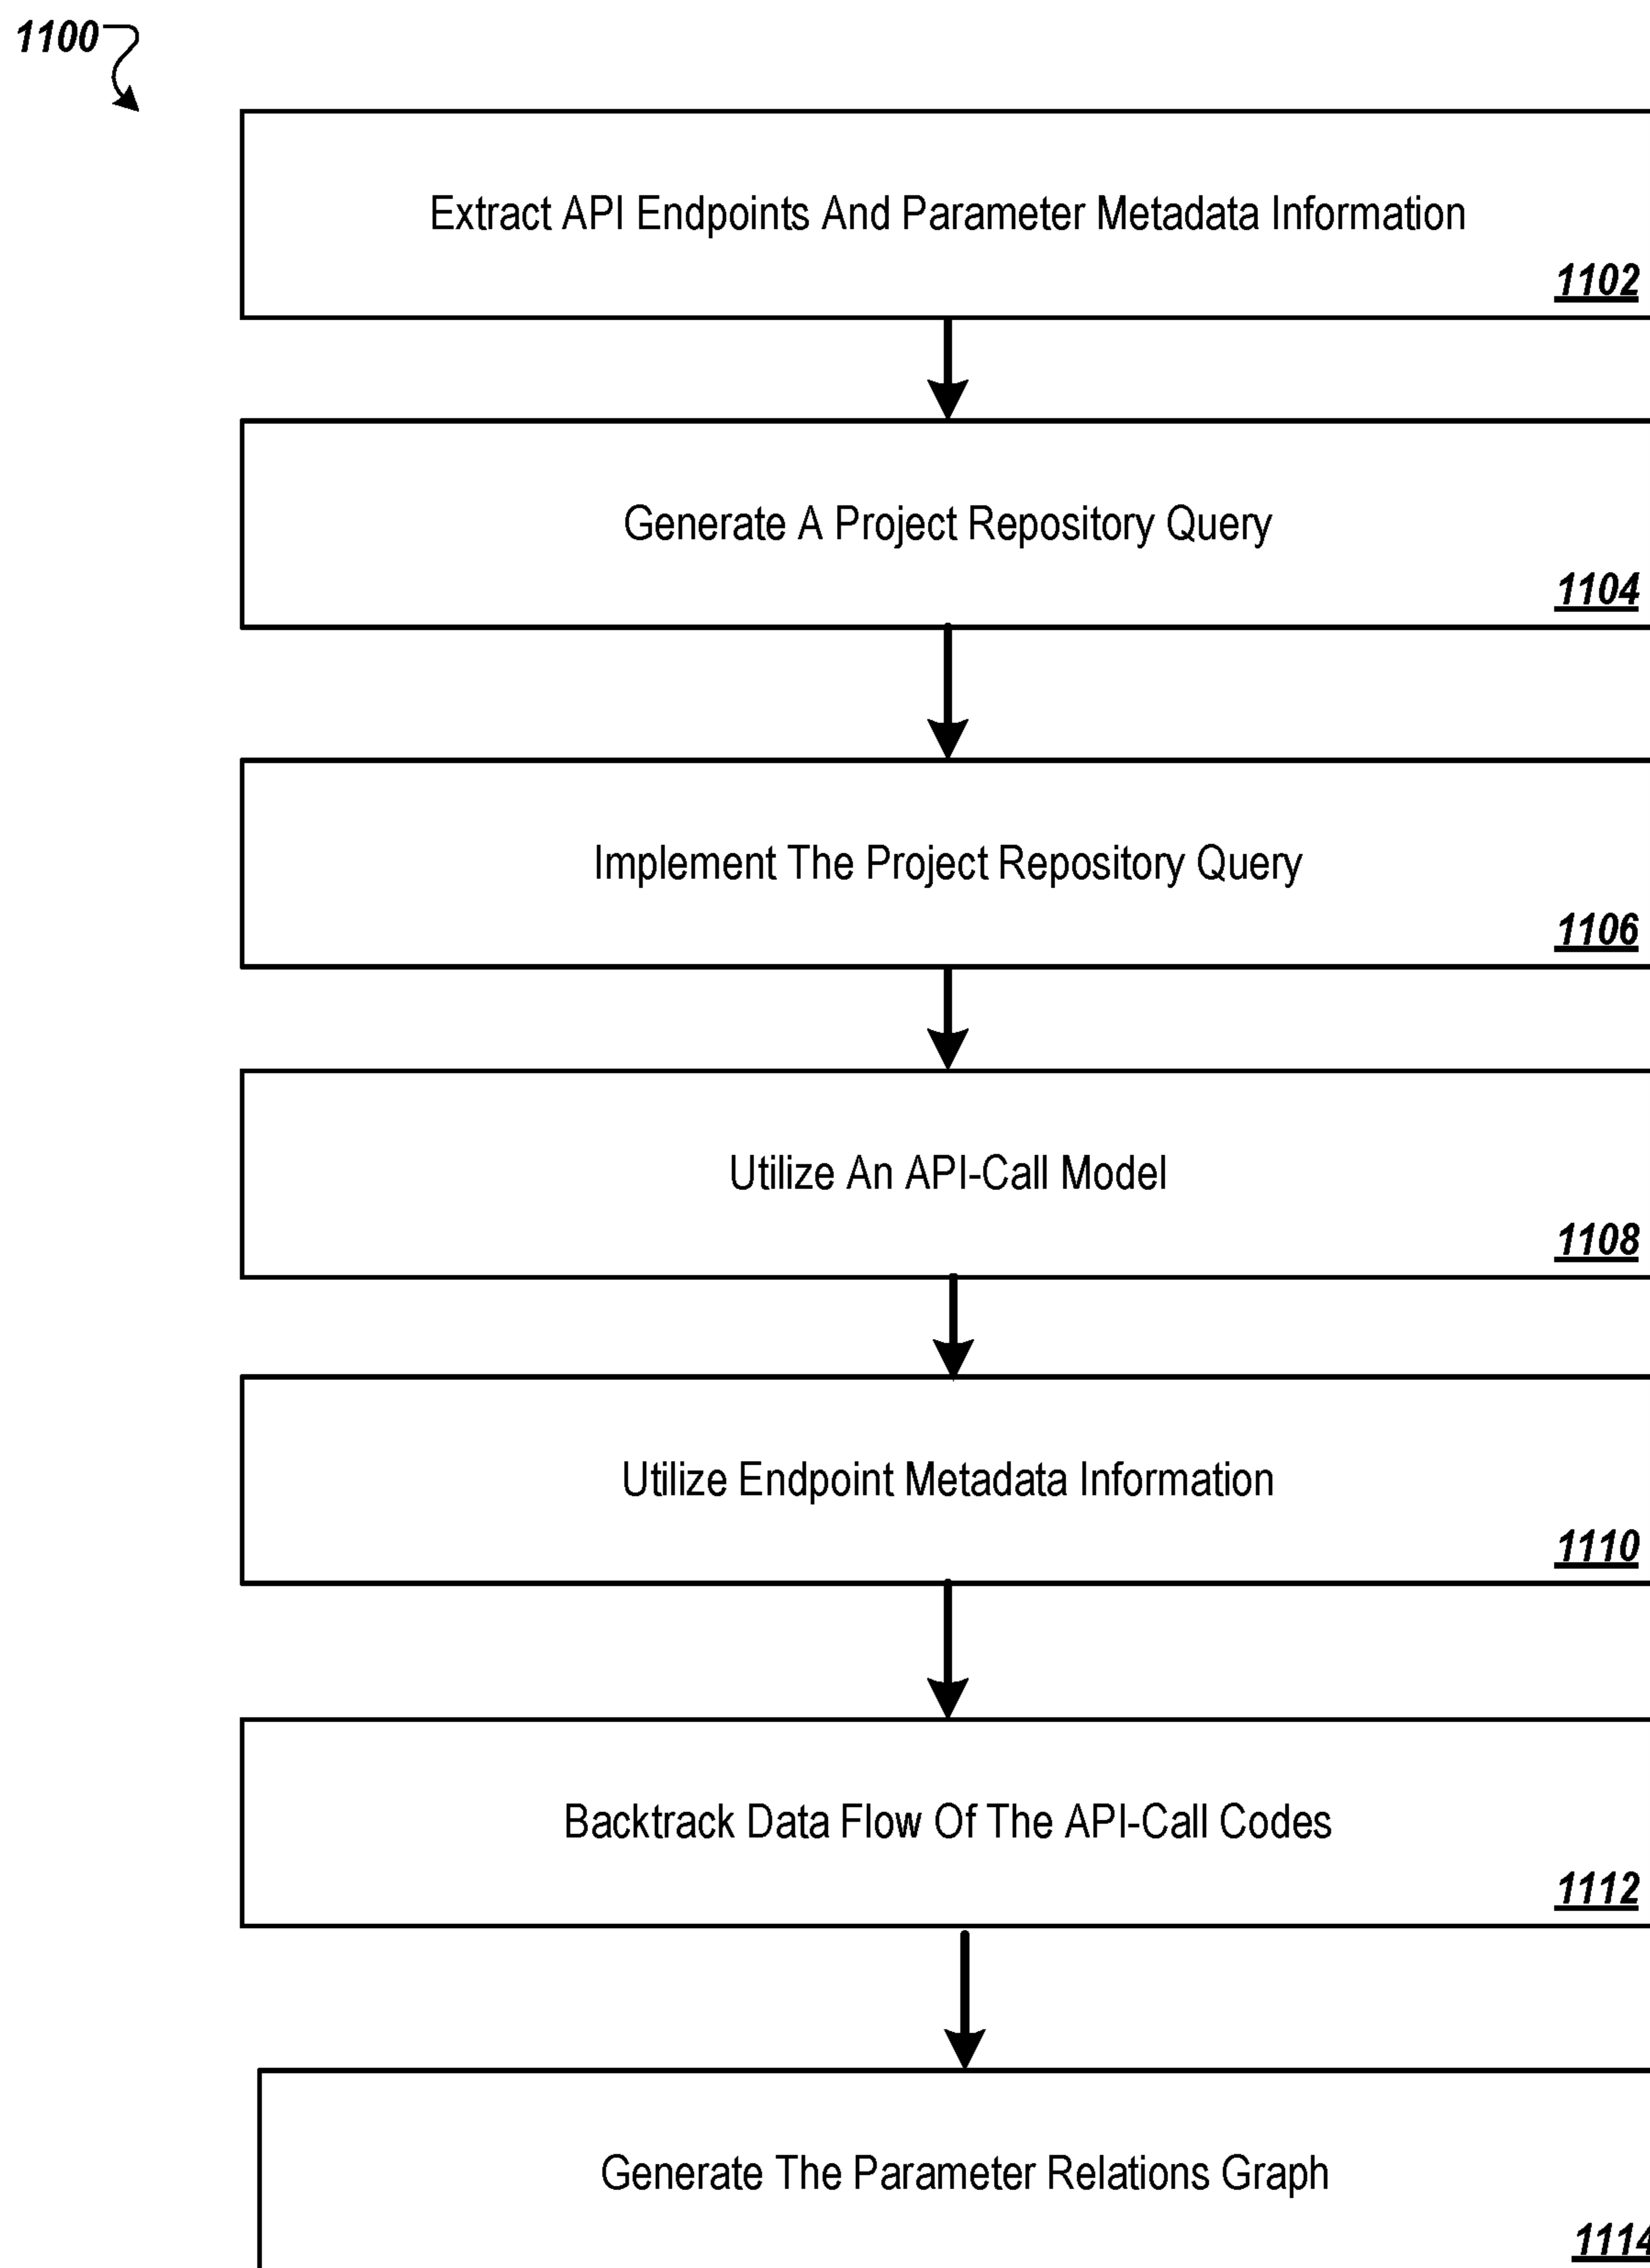 1100
Extract API Endpoints And Parameter Metadata Information
1102
Generate A Project Repository Query
1104
Implement The Project Repository Query
1106
Utilize An API-Call Model
1108
Utilize Endpoint Metadata Information
1110
Backtrack Data Flow Of The API-Call Codes
1112
Generate The Parameter Relations Graph
1114